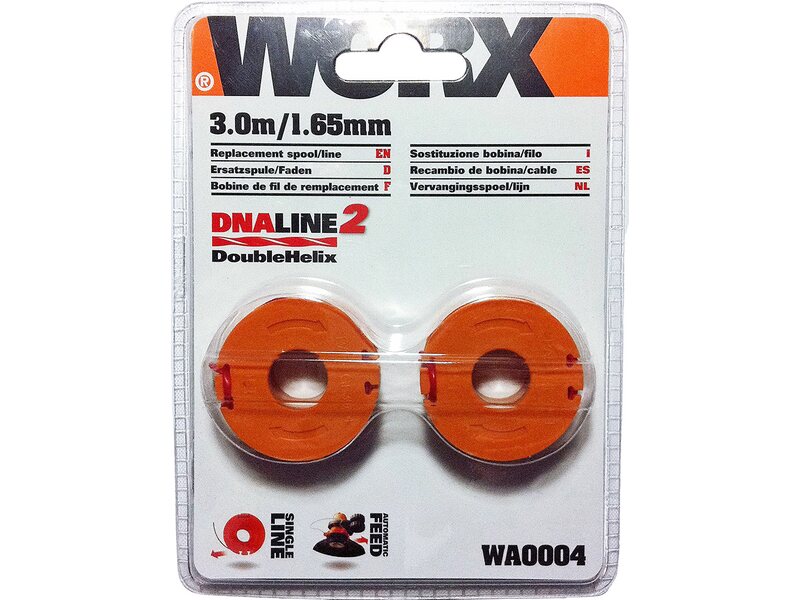 WORX
®
3.0m/1.65mm
Replacement spool/line EN
Ersatzspule/Faden D
Bobine de fil de remplacement F
Sostituzione bobina/filo I
Recambio de bobina/cable ES
Vervangingsspoel/lijn NL
DNALINE2
DoubleHelix
SINGLE
LINE
AUTOMATIC
FEED
WA0004